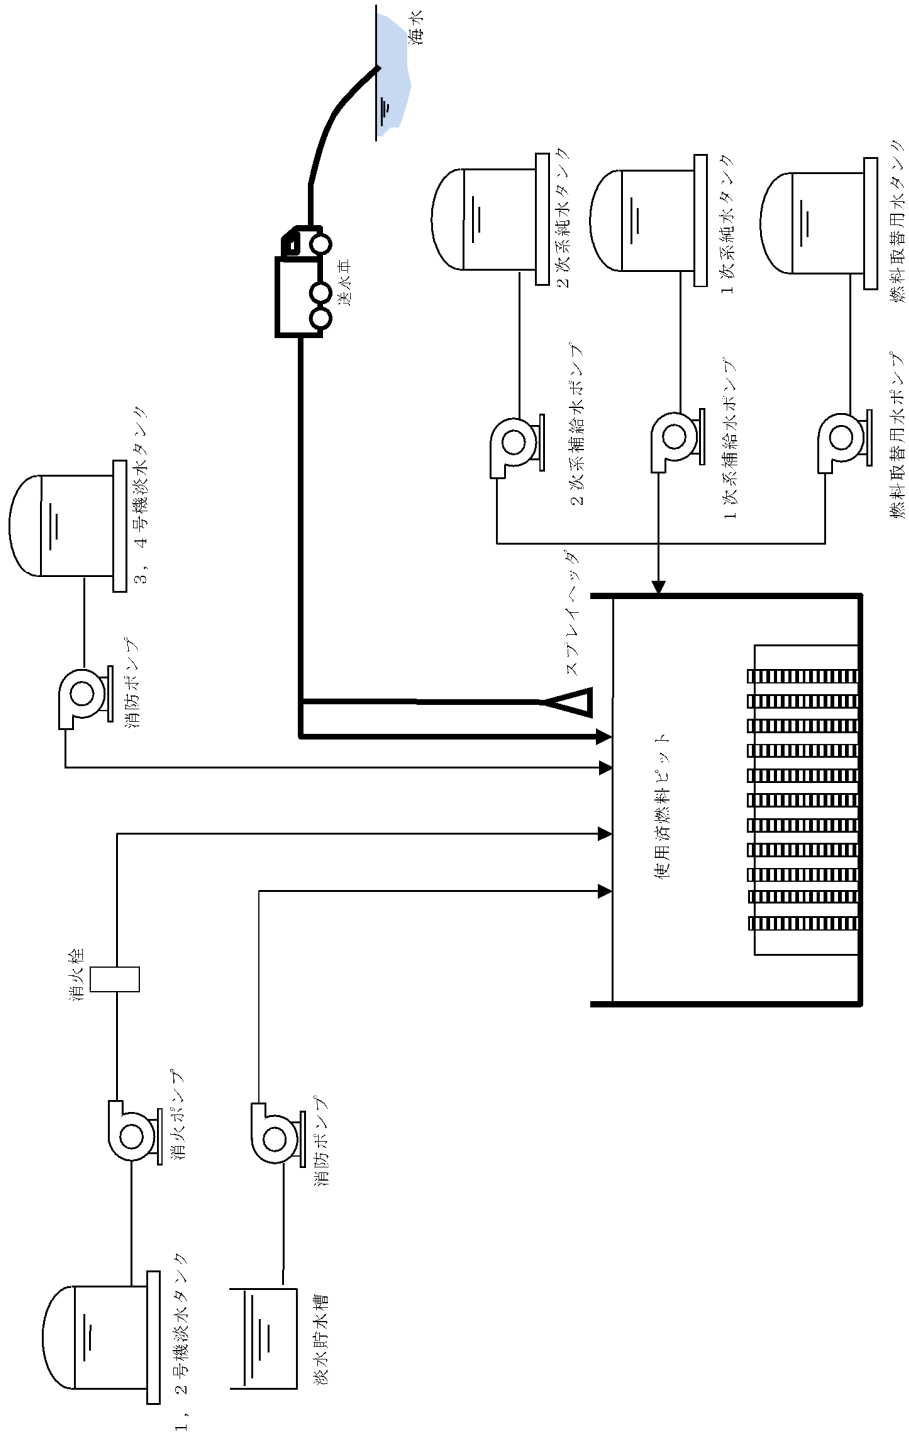 3，4号機淡水タンク
消防ポンプ
海水
送水車
消火栓
消火ポンプ
1，2号機淡水タンク
消防ポンプ
淡水貯水槽
スプレイヘッダ
使用済燃料ピット
2次系純水タンク
2次系補給水ポンプ
1次系純水タンク
1次系補給水ポンプ
燃料取替用水タンク
燃料取替用水ポンプ